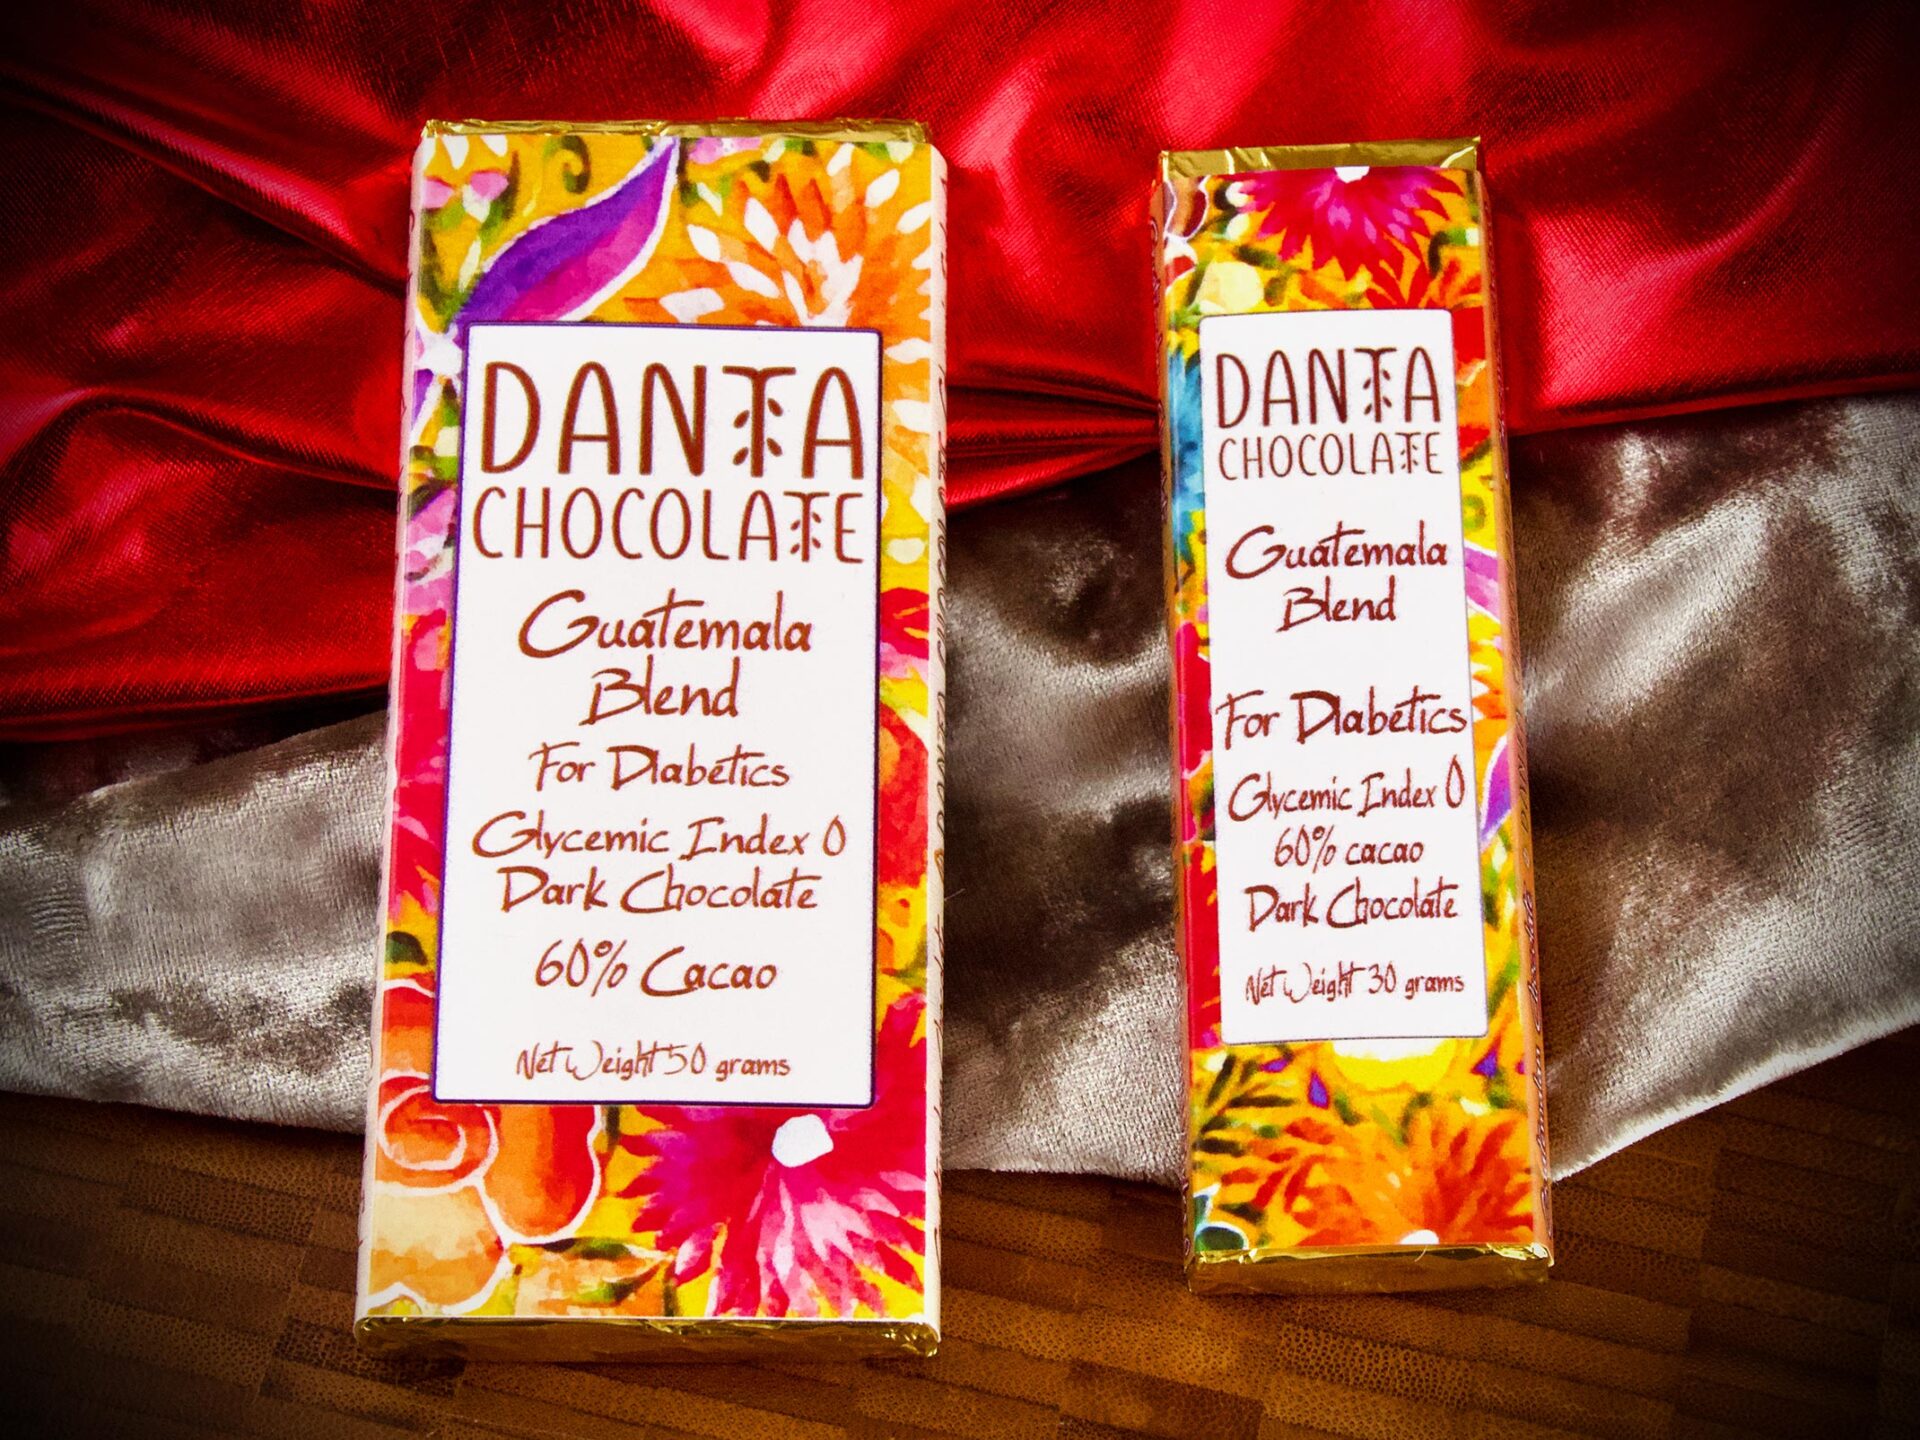 DANTA
CHOCOLATE
Guatemala
Blend
For Diabetics
Glycemic Index 0
Dark Chocolate
60% Cacao
Net Weight 50 grams
DANTA
CHOCOLATE
Guatemala
Blend
For Diabetics
Glycemic Index 0
60% cacao
Dark Chocolate
Net Weight 30 grams